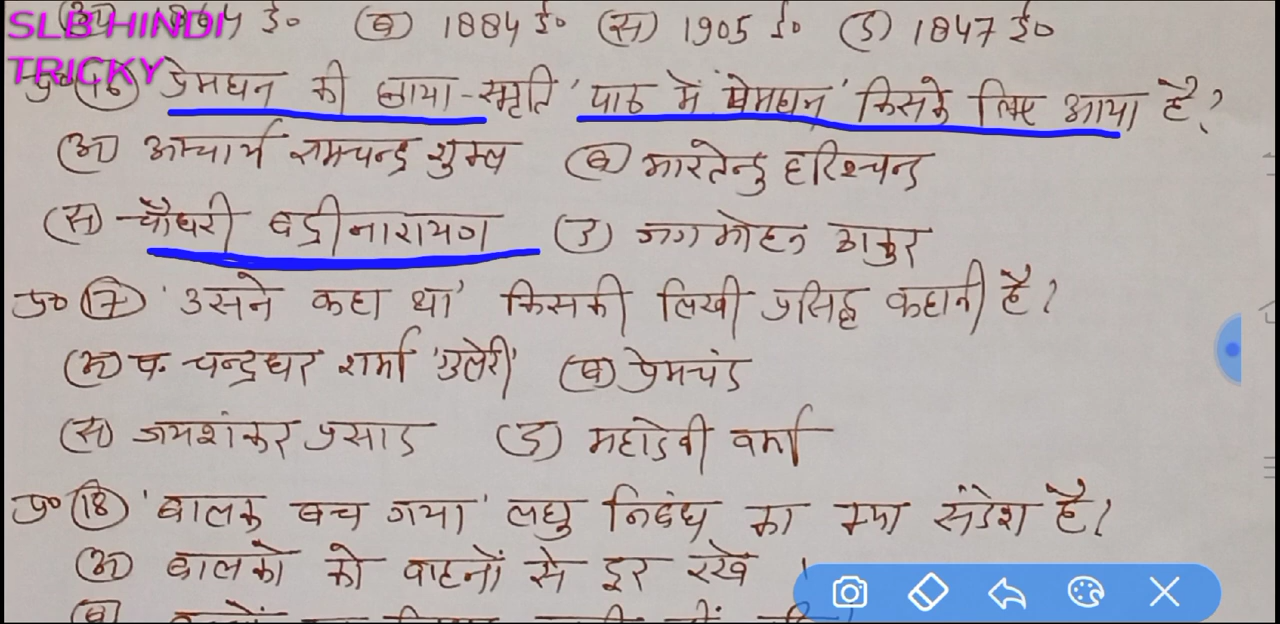 SLB HINDI
TRICKY
ई० (ब) 1884 ई० (स) 1905 ई० (ड) 1847 ई०
प्र० (16) 'प्रेमघन की छाया-स्मृति' पाठ में 'प्रेमघन' किसके लिए आया है?
(अ) आचार्य रामचन्द्र शुक्ल (ब) भारतेन्दु हरिश्चन्द्र
(स) चौधरी बद्रीनारायण (ड) जगमोहन ठाकुर
प्र० (17) 'उसने कहा था' किसकी लिखी प्रसिद्ध कहानी है?
(अ) पं. चन्द्रधर शर्मा 'गुलेरी' (ब) प्रेमचंद
(स) जयशंकर प्रसाद (ड) महादेवी वर्मा
प्र० (18) 'बालक बच गया' लघु निबंध का क्या संदेश है?
(अ) बालकों को वाहनों से दूर रखें ।
(ब)